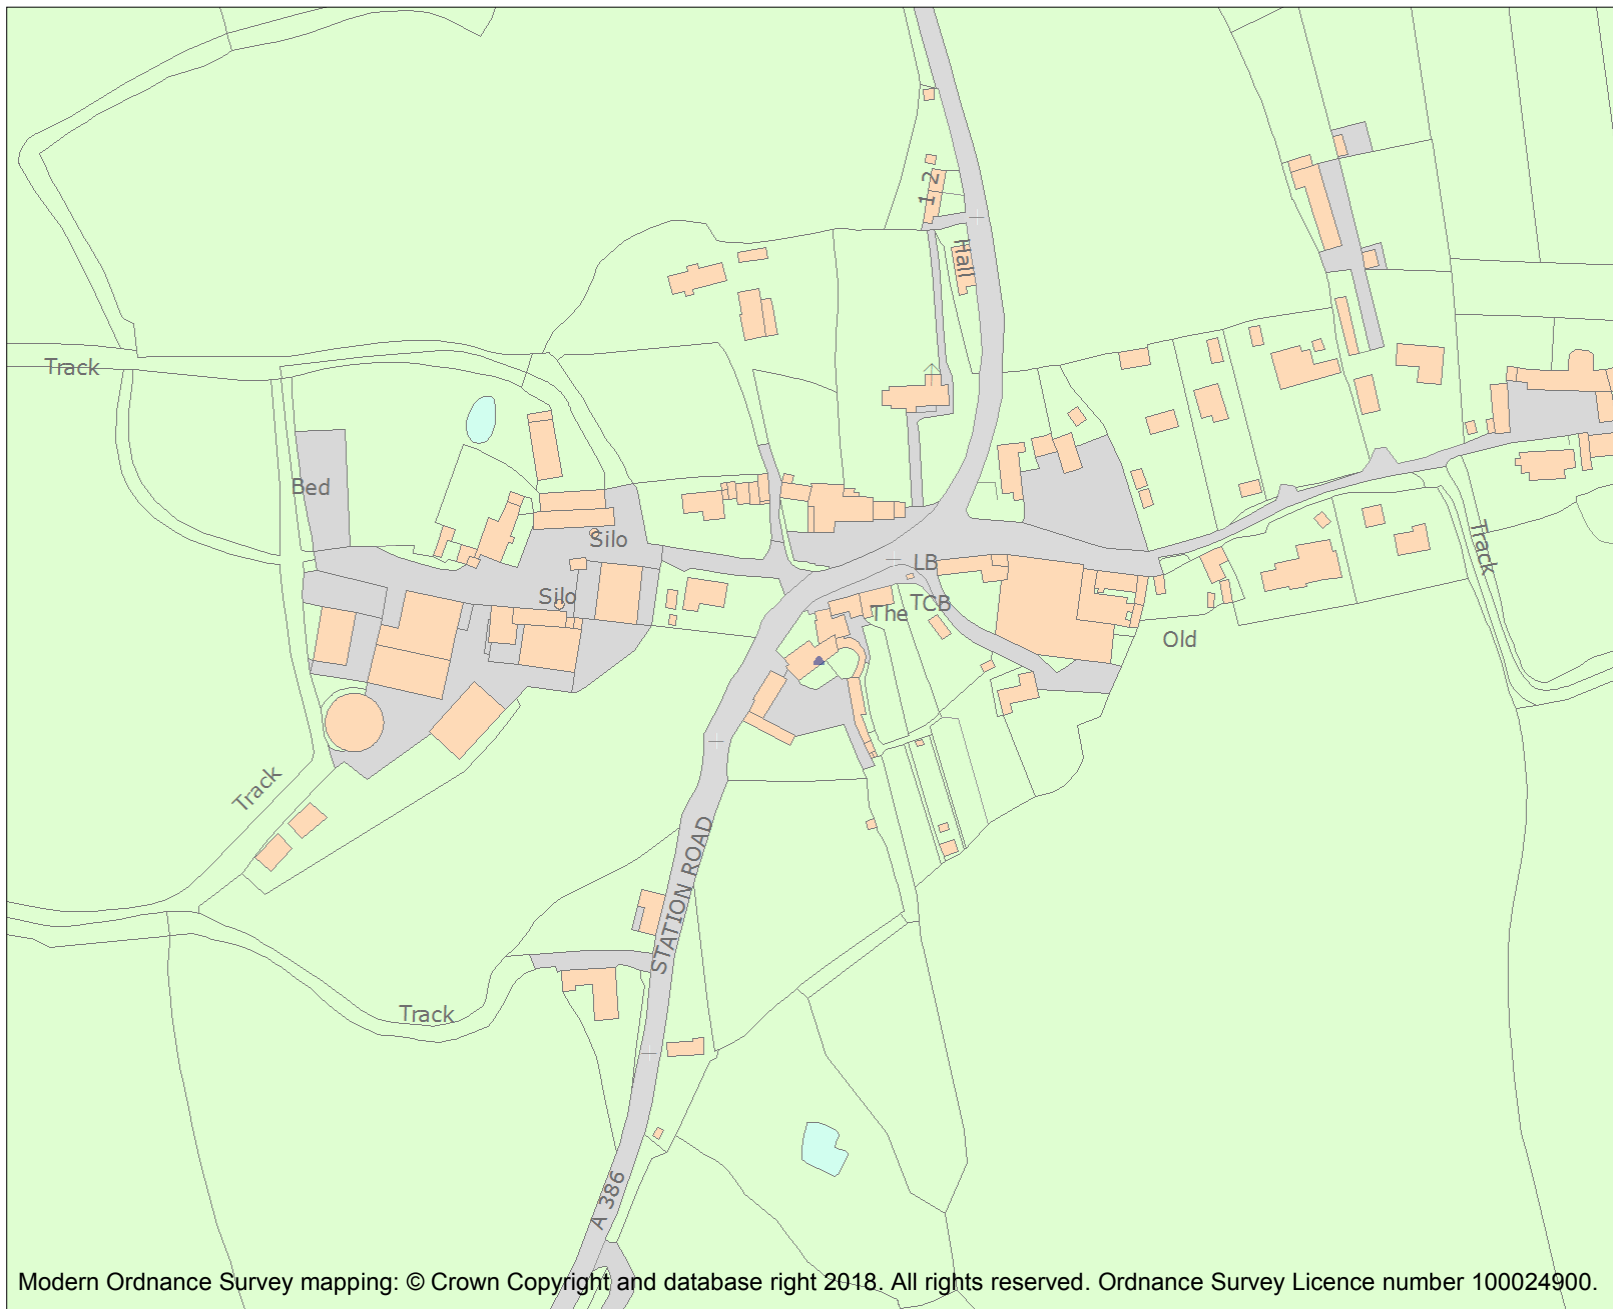 1 2
Hall
Track
Bed
Silo
Track
LB
Silo
TCB
The
Old
Track
STATION ROAD
Track
A 386
Modern Ordnance Survey mapping: © Crown Copyright and database right 2018. All rights reserved. Ordnance Survey Licence number 100024900.